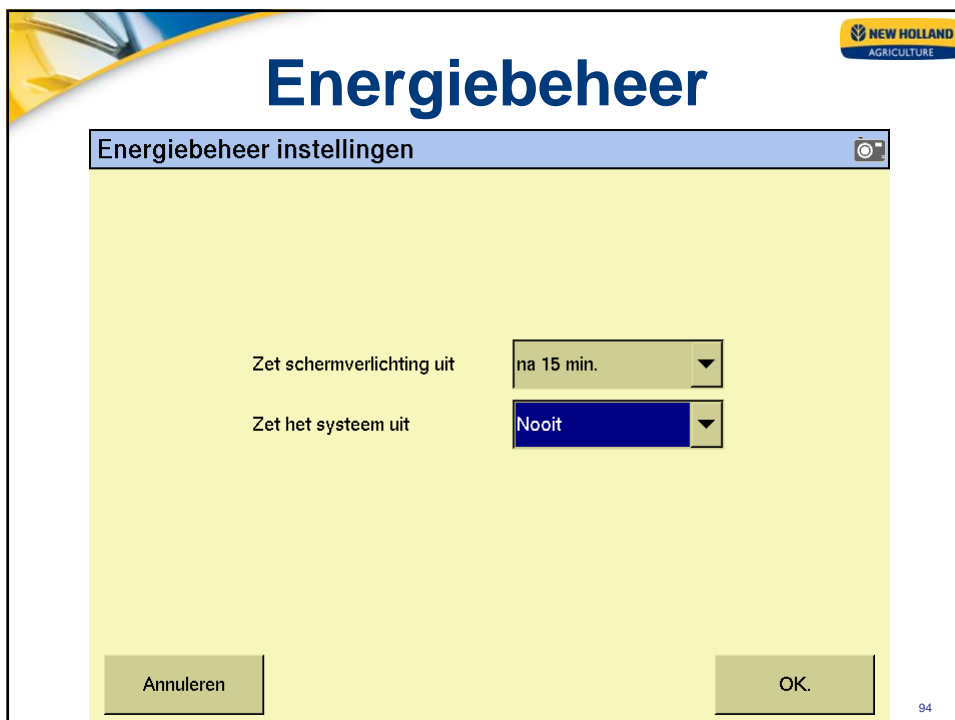 NEW HOLLAND
AGRICULTURE
Energiebeheer
Energiebeheer instellingen
Zet schermverlichting uit na 15 min.
Zet het systeem uit Nooit
Annuleren OK.
94